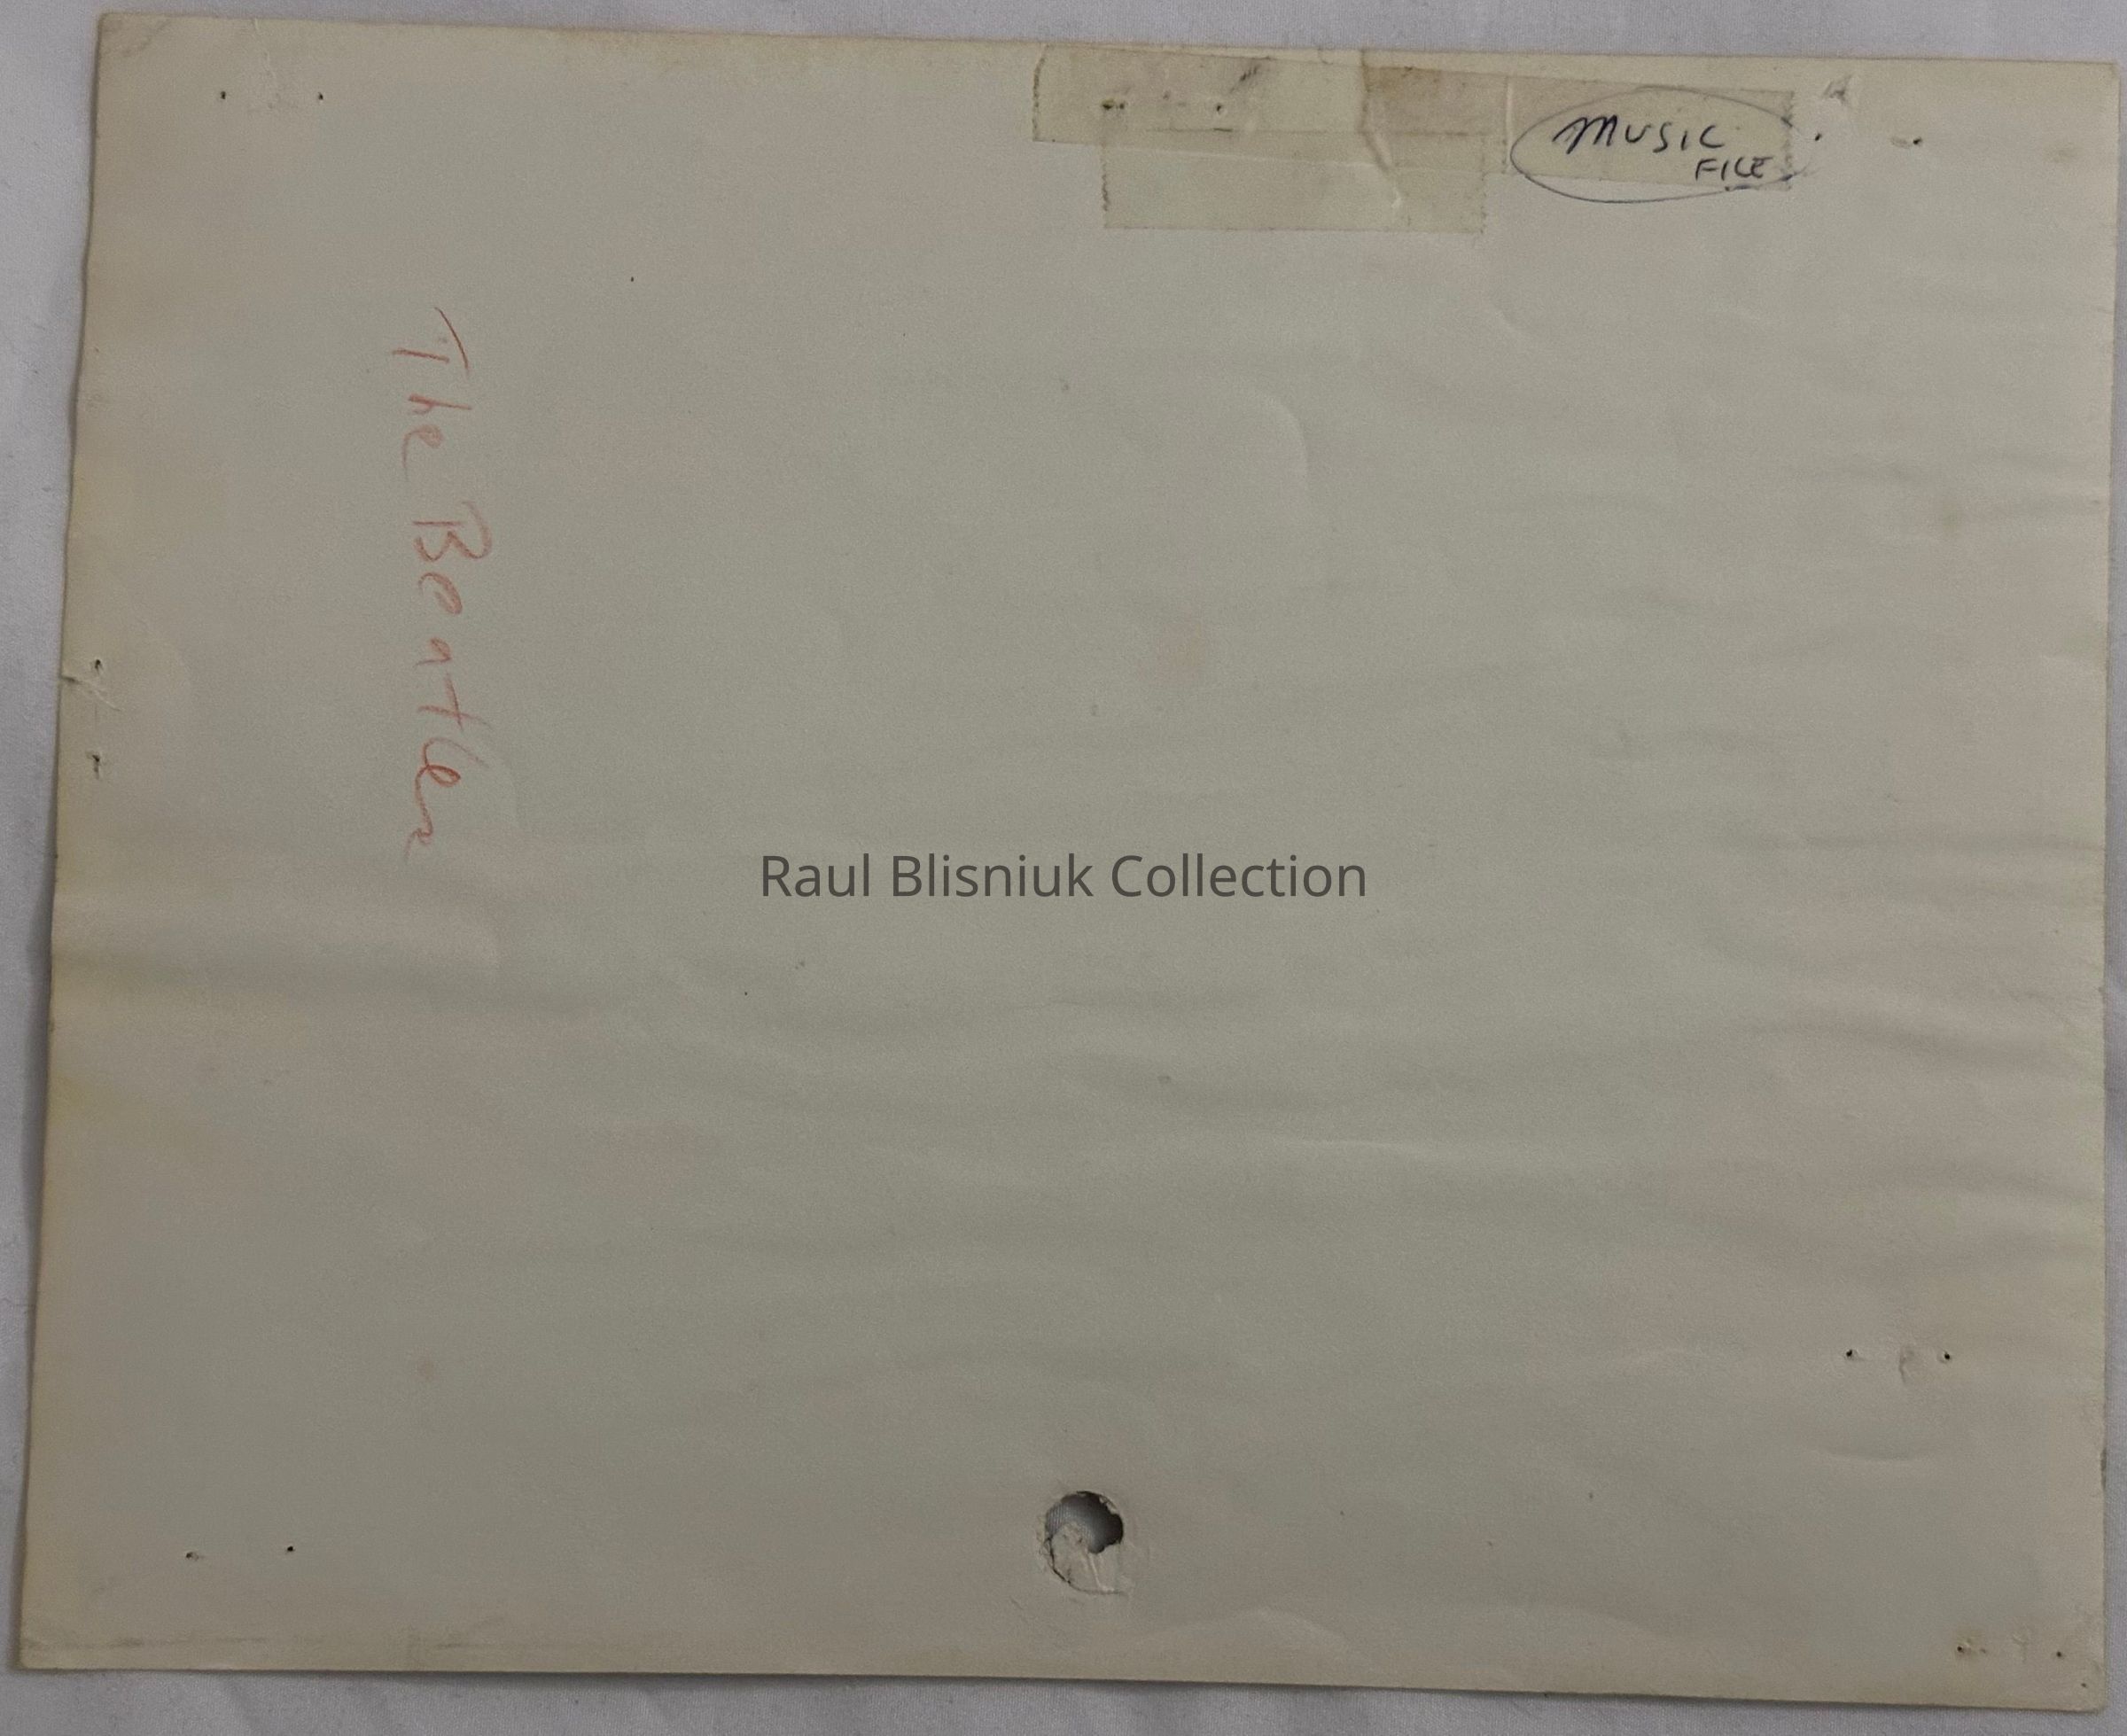 MUSIC
FILE
The Beatles
Raul Blisniuk Collection